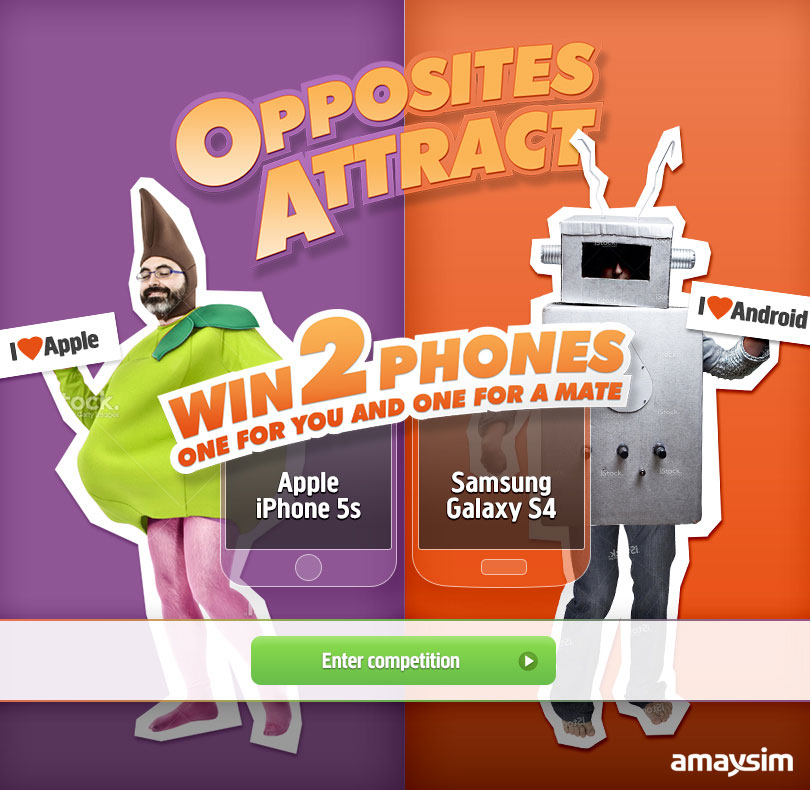 OPPOSITES
ATTRACT
I ❤ Apple
I ❤ Android
WIN 2 PHONES
ONE FOR YOU AND ONE FOR A MATE
Apple
iPhone 5s
Samsung
Galaxy S4
Enter competition
amaysim